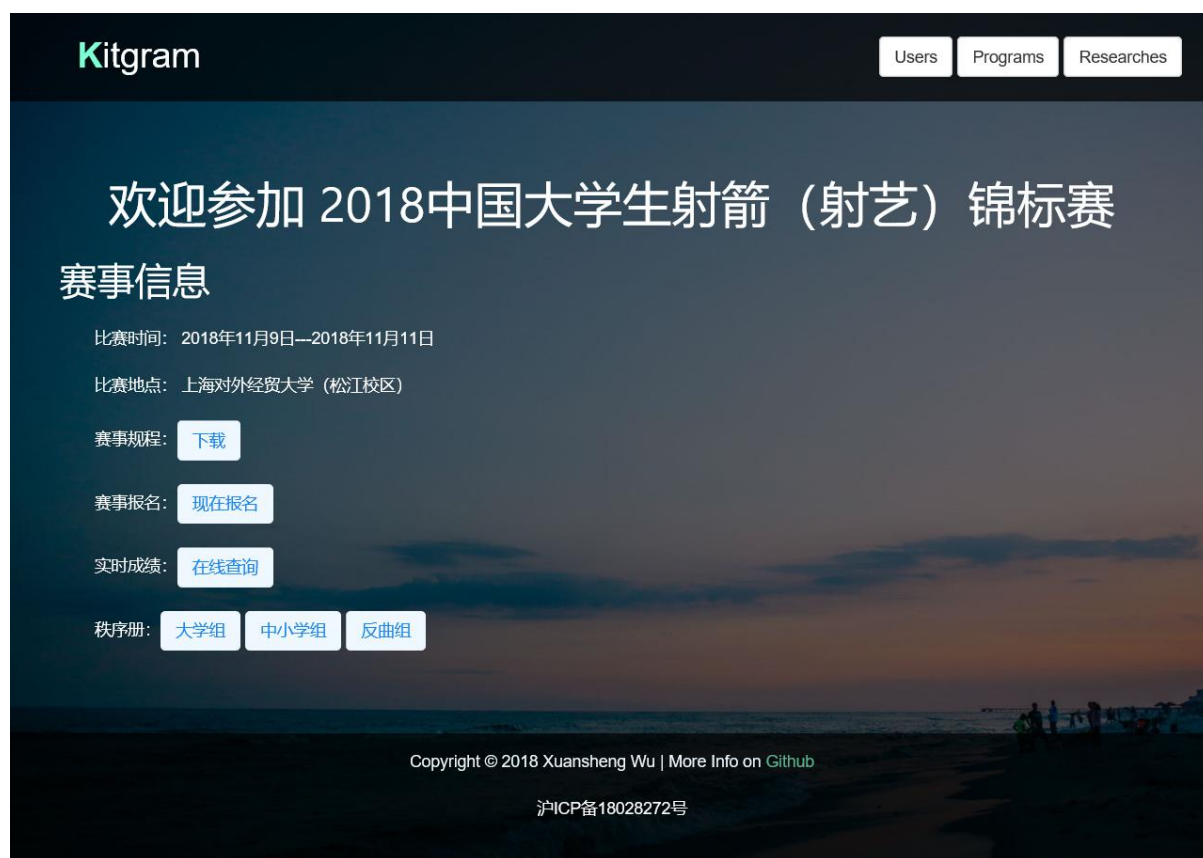 Kitgram
Users Programs Researches
欢迎参加 2018中国大学生射箭（射艺）锦标赛
赛事信息
比赛时间： 2018年11月9日---2018年11月11日
比赛地点： 上海对外经贸大学（松江校区）
赛事规程： 下载
赛事报名： 现在报名
实时成绩： 在线查询
秩序册： 大学组 中小学组 反曲组
Copyright © 2018 Xuansheng Wu | More Info on Github
沪ICP备18028272号